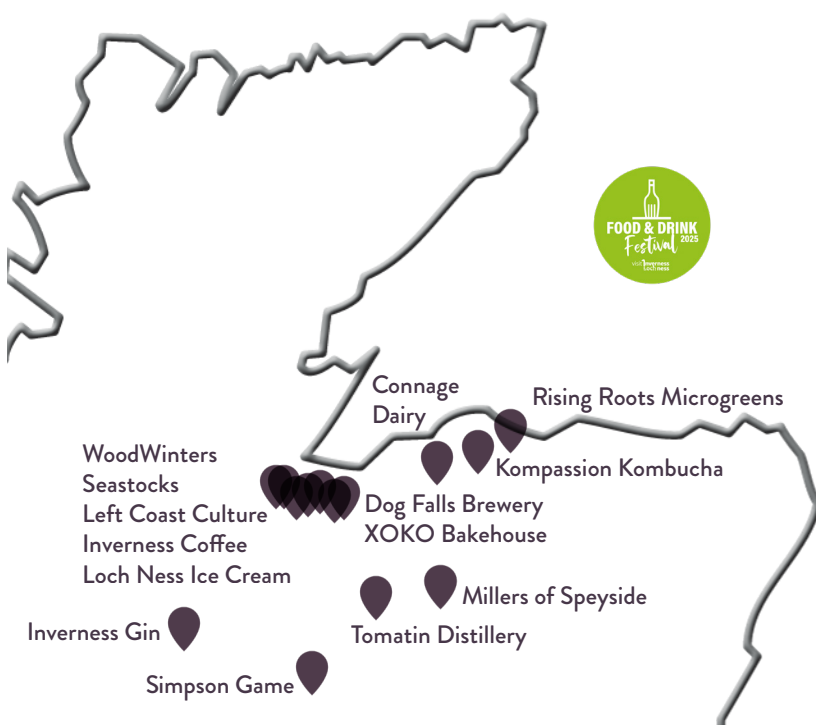 FOOD & DRINK
Festival 2025
visit Inverness
Loch ness
Connage
Dairy
Rising Roots Microgreens
WoodWinters
Seastocks
Left Coast Culture
Inverness Coffee
Loch Ness Ice Cream
Kompassion Kombucha
Dog Falls Brewery
XOKO Bakehouse
Millers of Speyside
Inverness Gin
Tomatin Distillery
Simpson Game